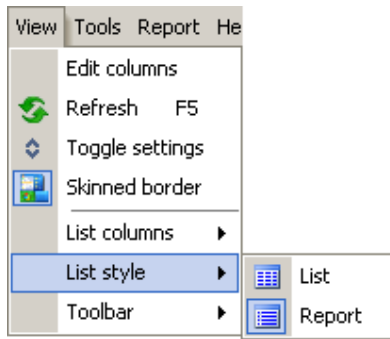 View Tools Report He
Edit columns
Refresh F5
Toggle settings
Skinned border
List columns
List style
Toolbar
List
Report